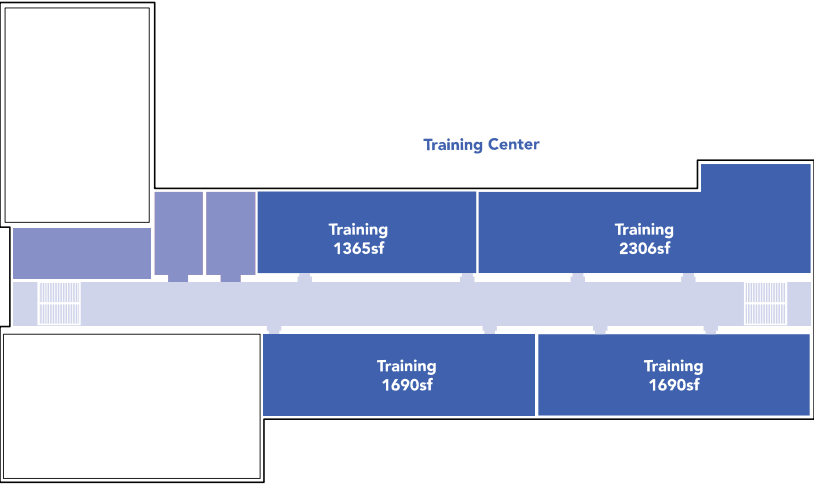 Training Center
Training
1365sf
Training
2306sf
Training
1690sf
Training
1690sf